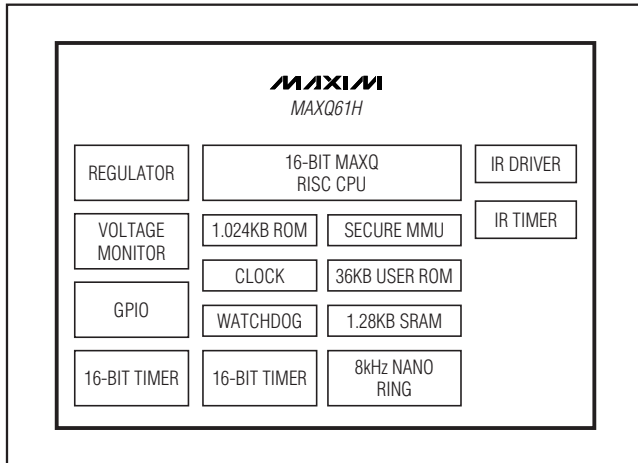 MAXIM
MAXQ61H
REGULATOR
16-BIT MAXQ
RISC CPU
IR DRIVER
VOLTAGE
MONITOR
1.024KB ROM
SECURE MMU
IR TIMER
CLOCK
36KB USER ROM
GPIO
WATCHDOG
1.28KB SRAM
16-BIT TIMER
16-BIT TIMER
8kHz NANO
RING